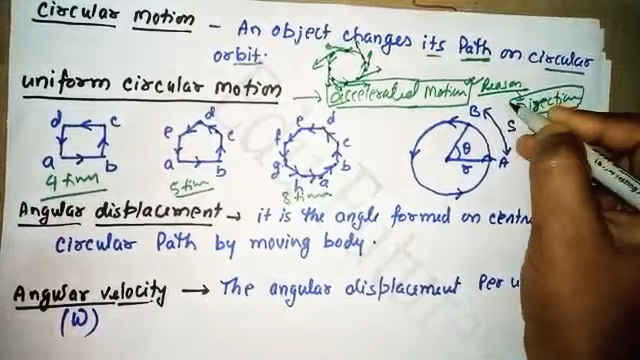 circular motion - An object changes its Path on circular
orbit.
uniform circular motion → accelerated motion Reason
direction
d c
a b
4 times
d
e c
a b
5 times
e d
f c
g b
h a
8 times
B
S
θ A
r
Angular displacement → it is the angle formed on
circular Path by moving body.
Angular velocity → The angular displacement Per
(W)